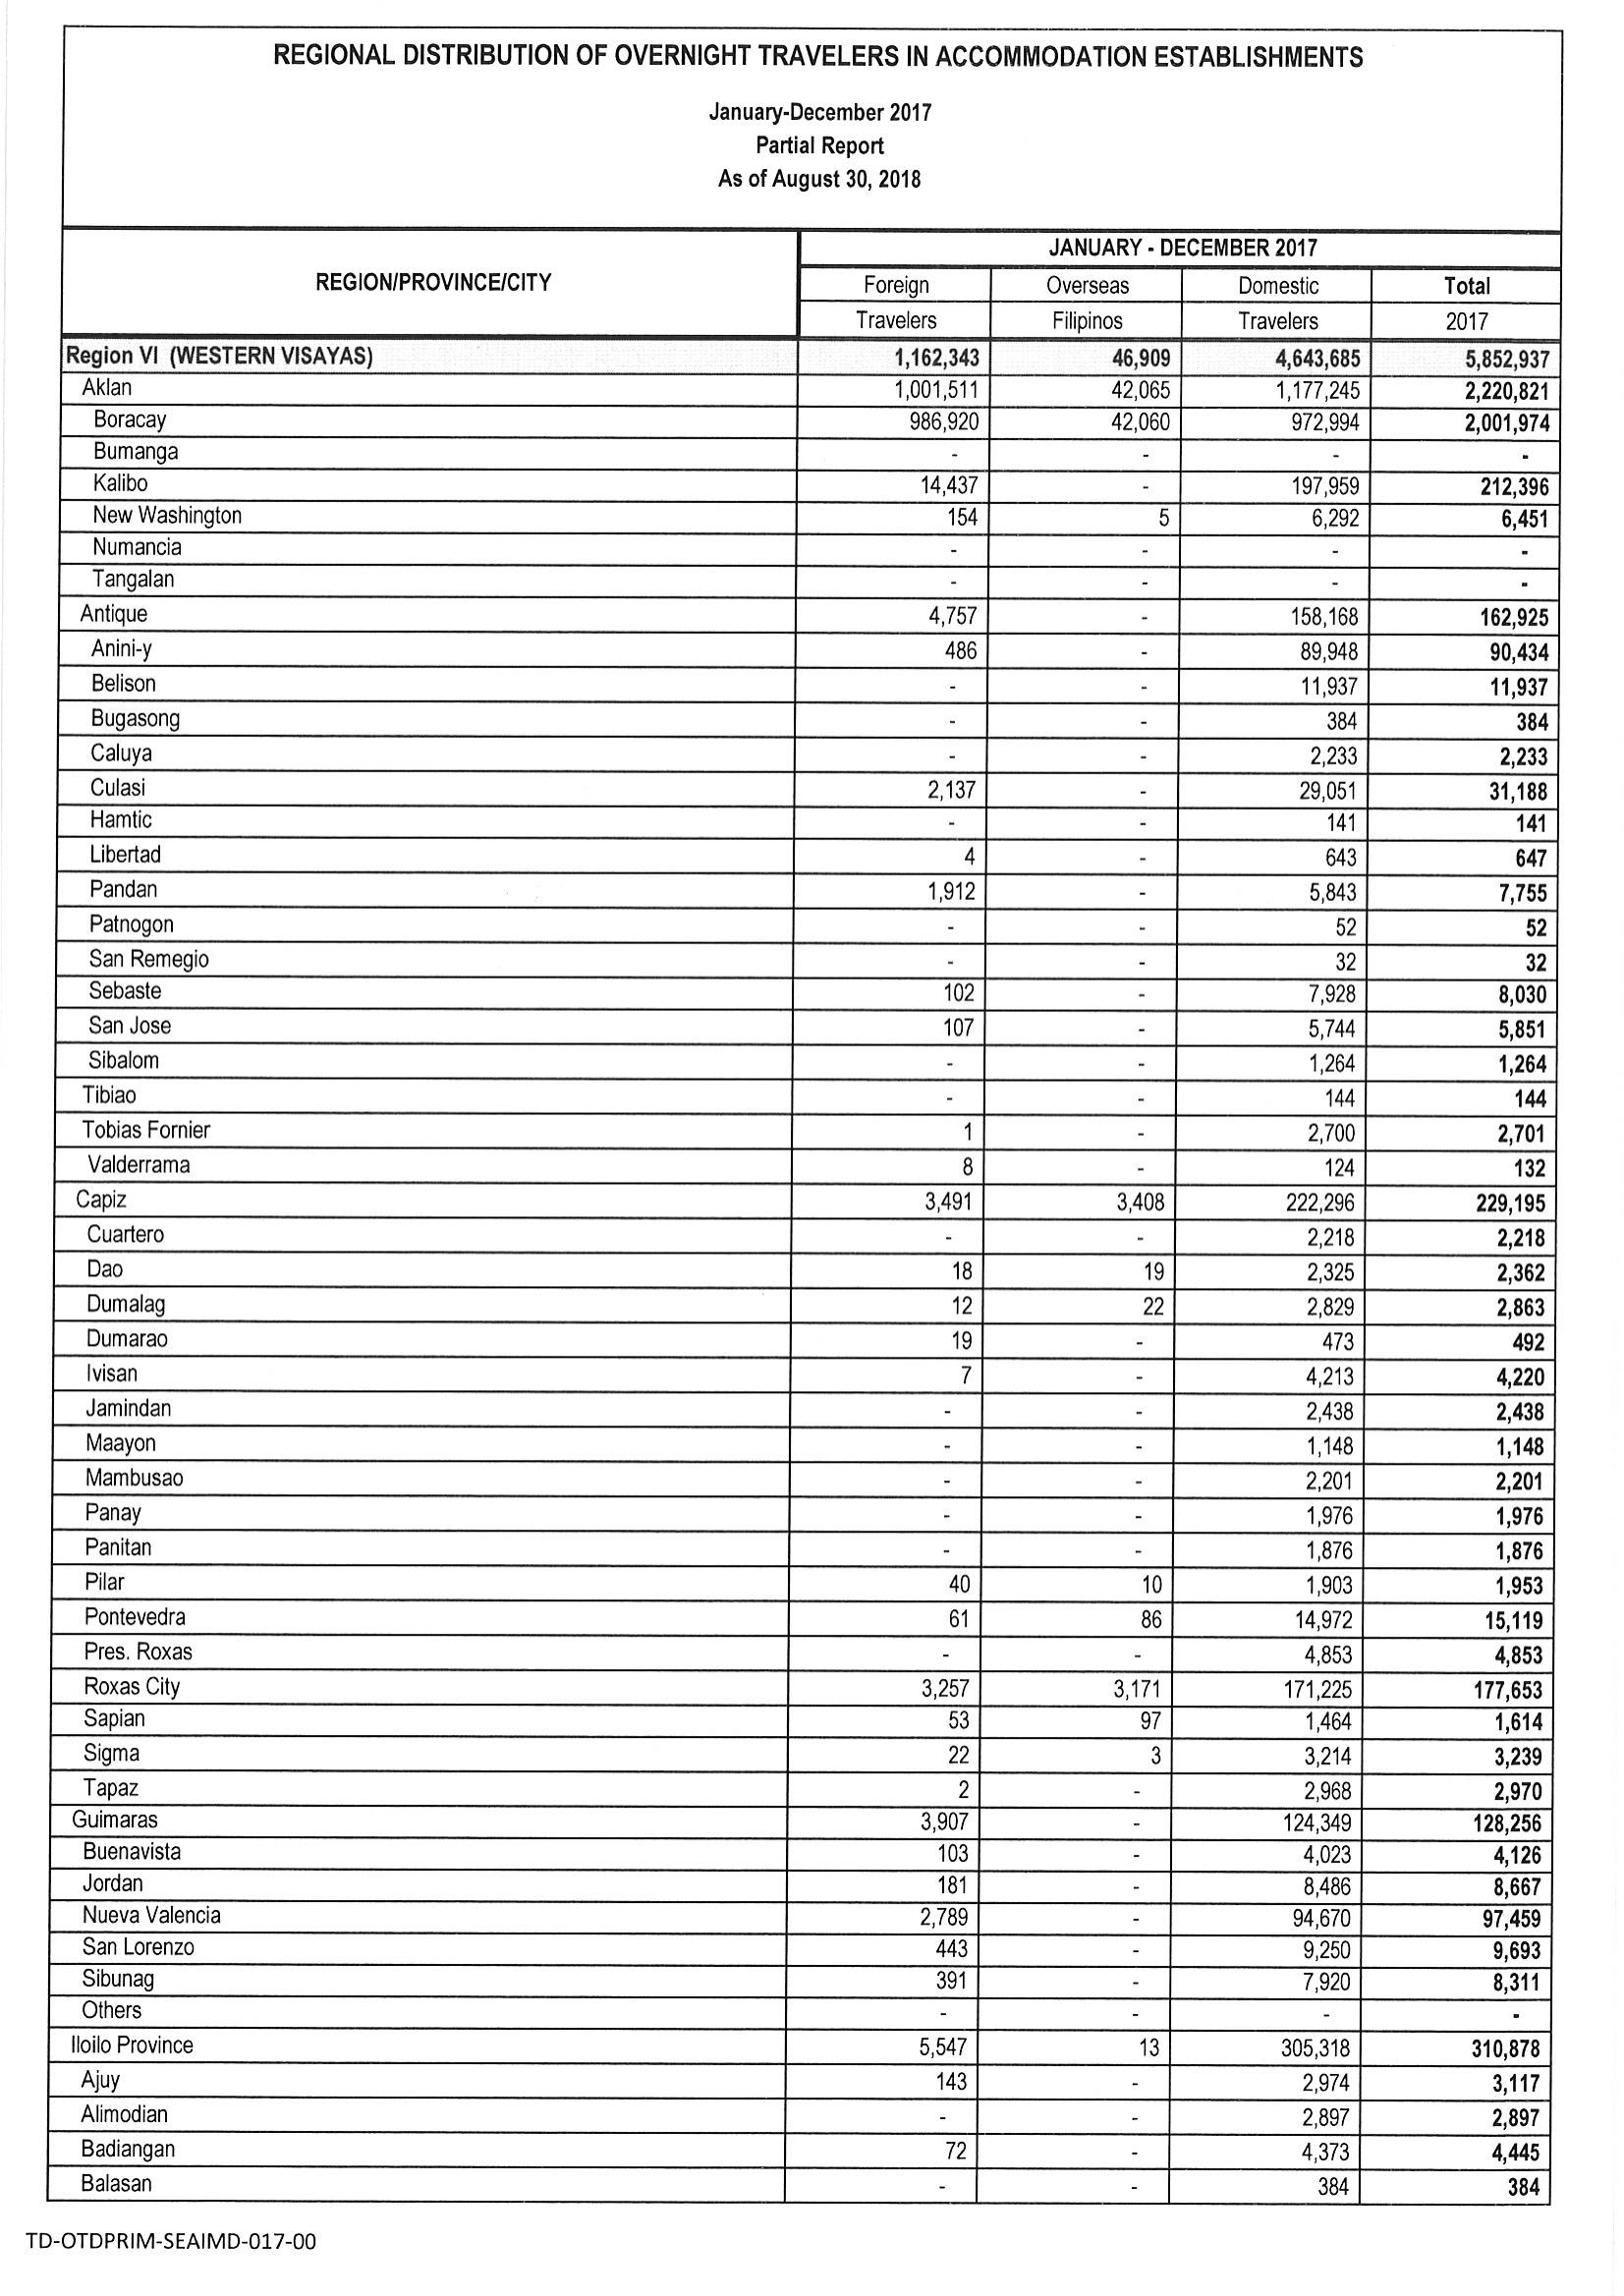 REGIONAL DISTRIBUTION OF OVERNIGHT TRAVELERS IN ACCOMMODATION ESTABLISHMENTS
January-December 2017
Partial Report
As of August 30, 2018
REGION/PROVINCE/CITY
JANUARY - DECEMBER 2017
Foreign Overseas Domestic Total
Travelers Filipinos Travelers 2017
Region VI (WESTERN VISAYAS) 1,162,343 46,909 4,643,685 5,852,937
Aklan 1,001,511 42,065 1,177,245 2,220,821
Boracay 986,920 42,060 972,994 2,001,974
Bumanga - - - -
Kalibo 14,437 - 197,959 212,396
New Washington 154 5 6,292 6,451
Numancia - - - -
Tangalan - - - -
Antique 4,757 - 158,168 162,925
Anini-y 486 - 89,948 90,434
Belison - - 11,937 11,937
Bugasong - - 384 384
Caluya - - 2,233 2,233
Culasi 2,137 - 29,051 31,188
Hamtic - - 141 141
Libertad 4 - 643 647
Pandan 1,912 - 5,843 7,755
Patnogon - - 52 52
San Remegio - - 32 32
Sebaste 102 - 7,928 8,030
San Jose 107 - 5,744 5,851
Sibalom - - 1,264 1,264
Tibiao - - 144 144
Tobias Fornier 1 - 2,700 2,701
Valderrama 8 - 124 132
Capiz 3,491 3,408 222,296 229,195
Cuartero - - 2,218 2,218
Dao 18 19 2,325 2,362
Dumalag 12 22 2,829 2,863
Dumarao 19 - 473 492
Ivisan 7 - 4,213 4,220
Jamindan - - 2,438 2,438
Maayon - - 1,148 1,148
Mambusao - - 2,201 2,201
Panay - - 1,976 1,976
Panitan - - 1,876 1,876
Pilar 40 10 1,903 1,953
Pontevedra 61 86 14,972 15,119
Pres. Roxas - - 4,853 4,853
Roxas City 3,257 3,171 171,225 177,653
Sapian 53 97 1,464 1,614
Sigma 22 3 3,214 3,239
Tapaz 2 - 2,968 2,970
Guimaras 3,907 - 124,349 128,256
Buenavista 103 - 4,023 4,126
Jordan 181 - 8,486 8,667
Nueva Valencia 2,789 - 94,670 97,459
San Lorenzo 443 - 9,250 9,693
Sibunag 391 - 7,920 8,311
Others - - - -
Iloilo Province 5,547 13 305,318 310,878
Ajuy 143 - 2,974 3,117
Alimodian - - 2,897 2,897
Badiangan 72 - 4,373 4,445
Balasan - - 384 384
TD-OTDPRIM-SEAIMD-017-00